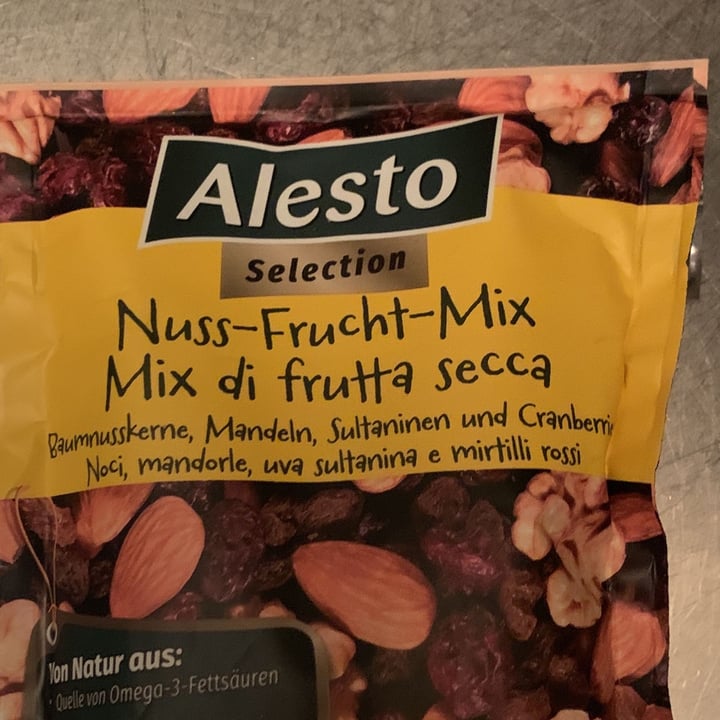 Alesto
Selection
Nuss-Frucht-Mix
Mix di frutta secca
Baumnusskerne, Mandeln, Sultaninen und
Noci, mandorle, uva sultanina e mirtilli rossi
Von Natur aus:
· Quelle von Omega-3-Fettsäuren